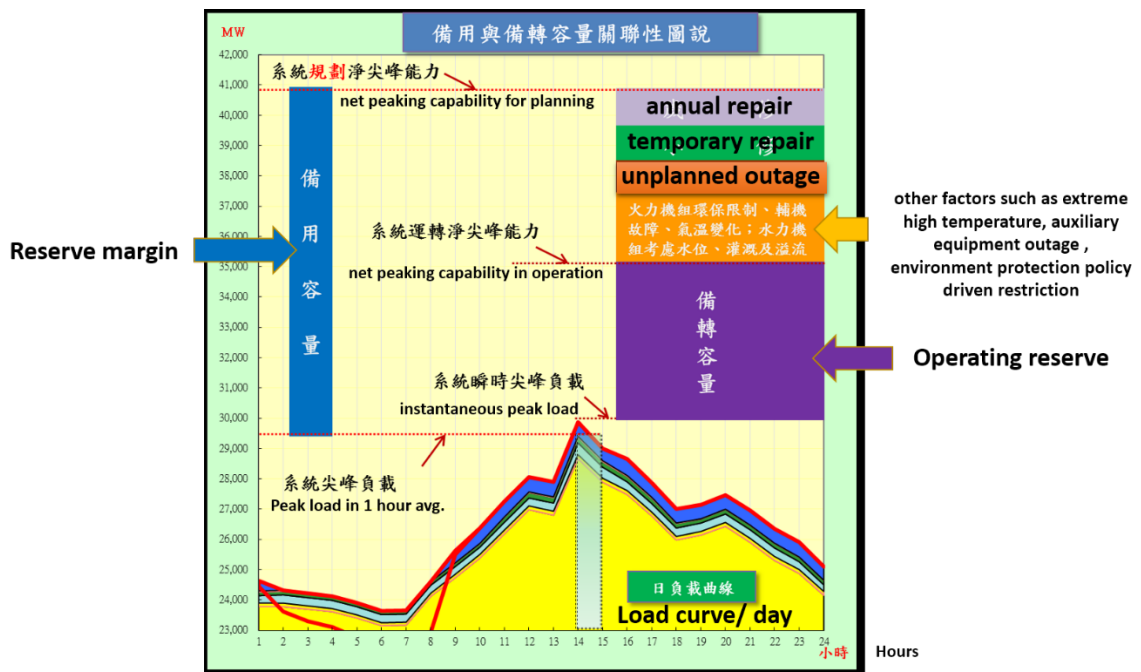 MW
備用與備轉容量關聯性圖說
42,000
41,000
40,000
39,000
38,000
37,000
36,000
35,000
34,000
33,000
32,000
31,000
30,000
29,000
28,000
27,000
26,000
25,000
24,000
23,000
系統規劃淨尖峰能力
net peaking capability for planning
備用容量
Reserve margin
annual repair
temporary repair
修
unplanned outage
火力機組環保限制、輔機
故障、氣溫變化；水力機
組考慮水位、灌溉及溢流
other factors such as extreme
high temperature, auxiliary
equipment outage ,
environment protection policy
driven restriction
系統運轉淨尖峰能力
net peaking capability in operation
備轉容量
Operating reserve
系統瞬時尖峰負載
instantaneous peak load
系統尖峰負載
Peak load in 1 hour avg.
日負載曲線
Load curve/ day
1 2 3 4 5 6 7 8 9 10 11 12 13 14 15 16 17 18 19 20 21 22 23 24
小時
Hours